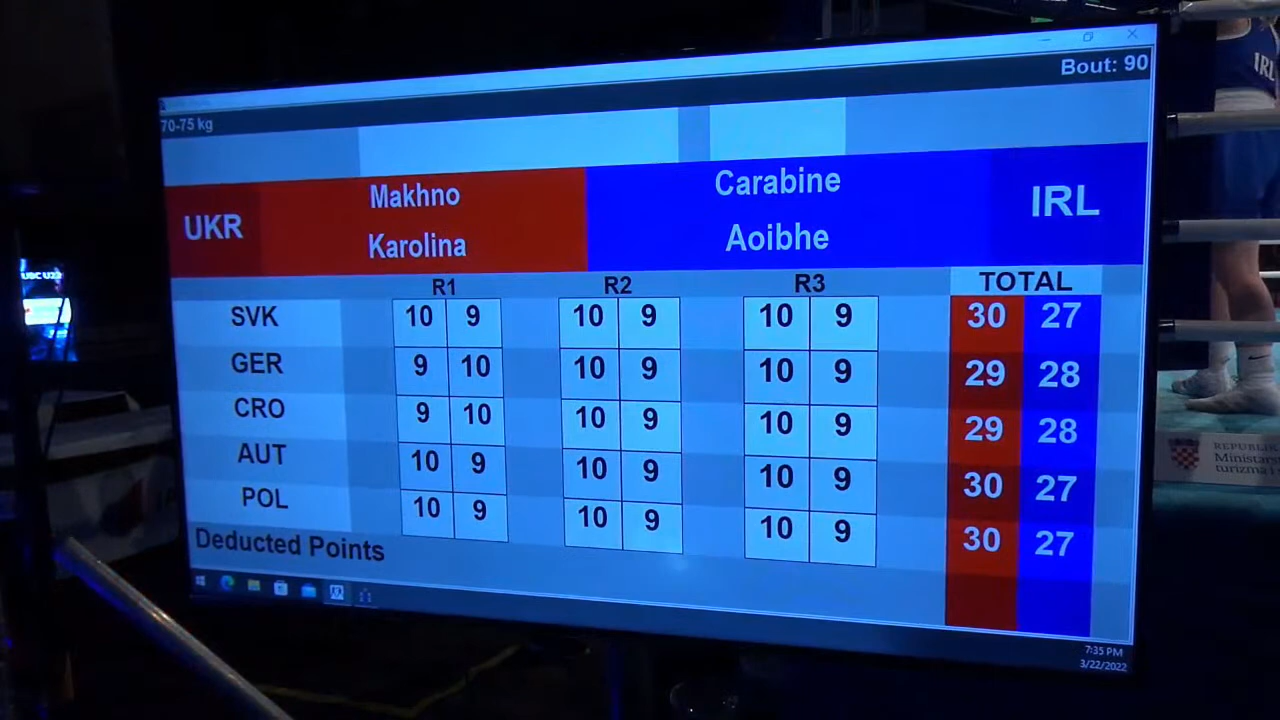 Bout: 90
70-75 kg
UKR
Makhno
Karolina
Carabine
Aoibhe
IRL
R1 R2 R3 TOTAL
SVK 10 9 10 9 10 9 30 27
GER 9 10 10 9 10 9 29 28
CRO 9 10 10 9 10 9 29 28
AUT 10 9 10 9 10 9 30 27
POL 10 9 10 9 10 9 30 27
Deducted Points
7:35 PM
3/22/2022
IRL
turizma i